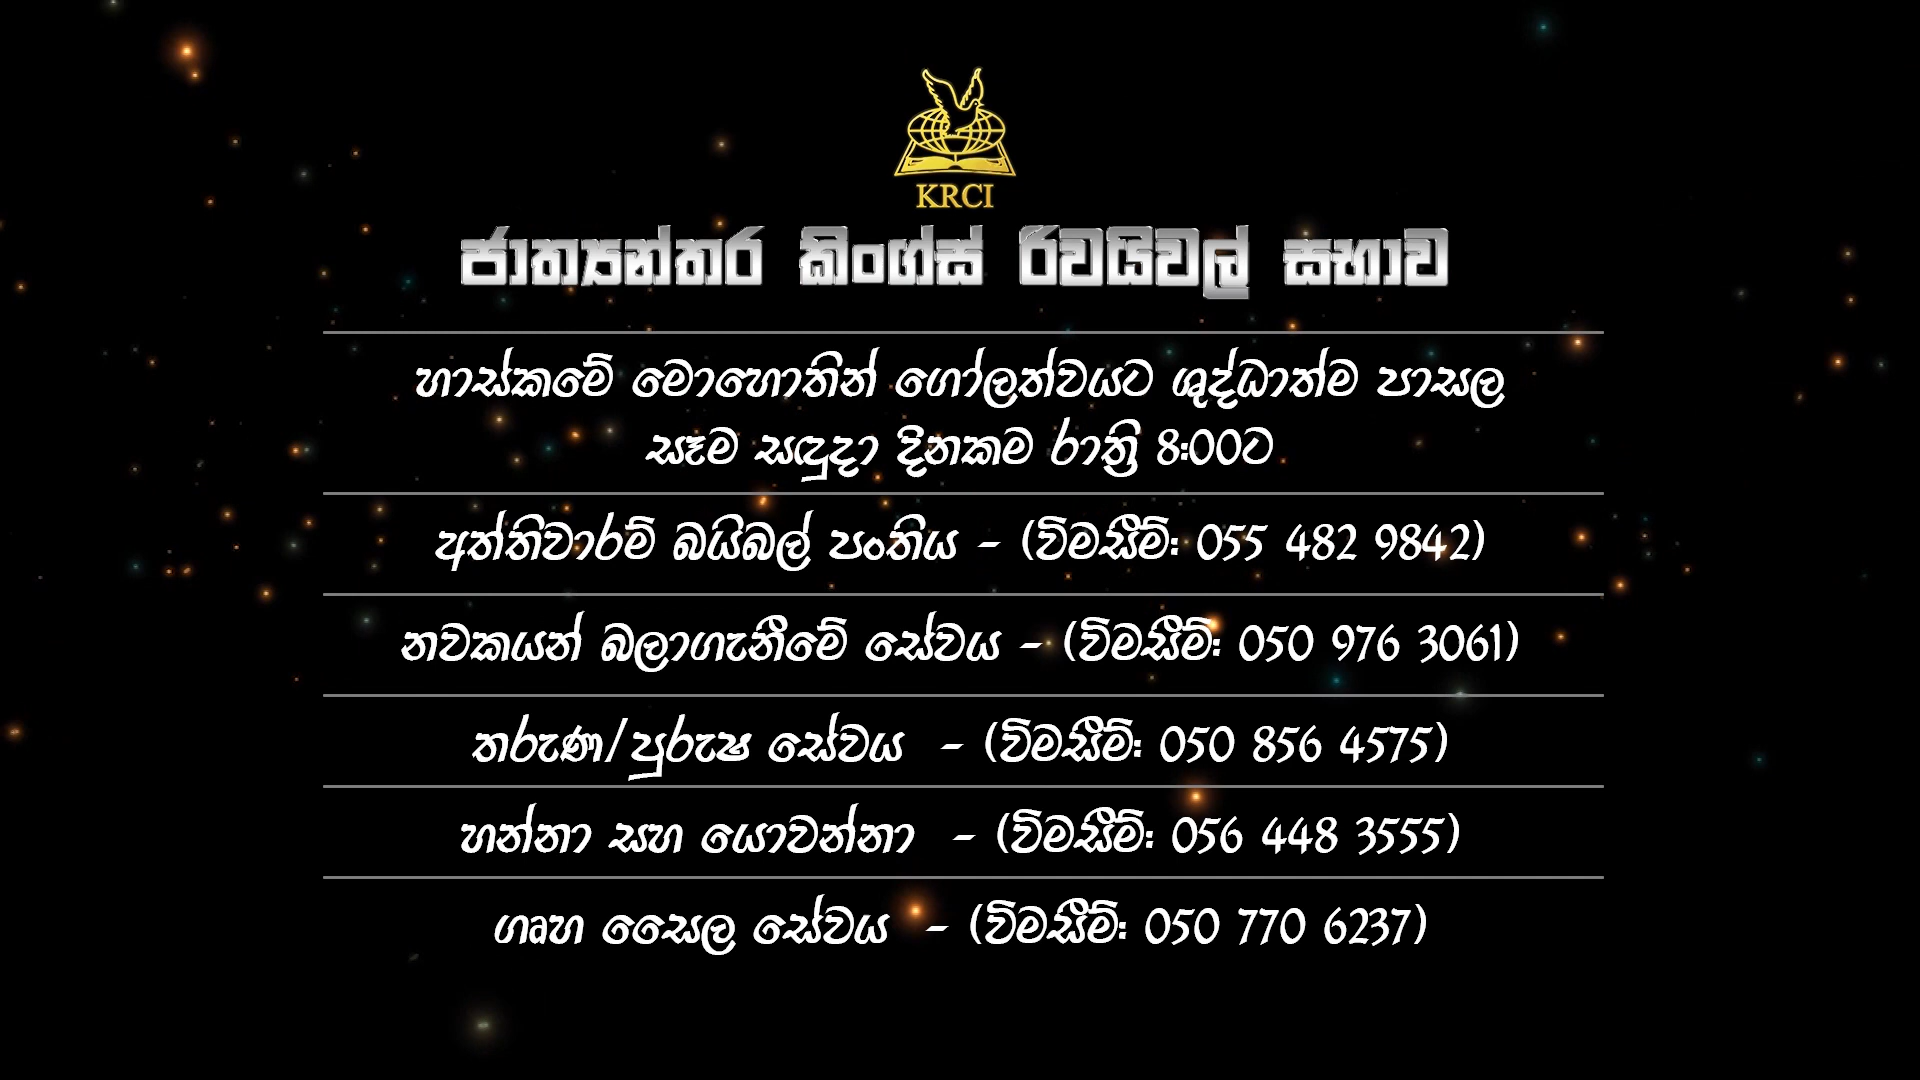 KRCI
ජාත්‍යන්තර කිංග්ස් රිවයිවල් සභාව
හාස්කමේ මොහොතින් ගෝලත්වයට ශුද්ධාත්ම පාසල
සෑම සඳුදා දිනකම රාත්‍රි 8:00ට
අත්තිවාරම් බයිබල් පංතිය - (විමසීම්: 055 482 9842)
නවකයන් බලාගැනීමේ සේවය - (විමසීම්: 050 976 3061)
තරුණ/පුරුෂ සේවය - (විමසීම්: 050 856 4575)
හන්නා සහ යොවන්නා - (විමසීම්: 056 448 3555)
ගෘහ සෛල සේවය - (විමසීම්: 050 770 6237)